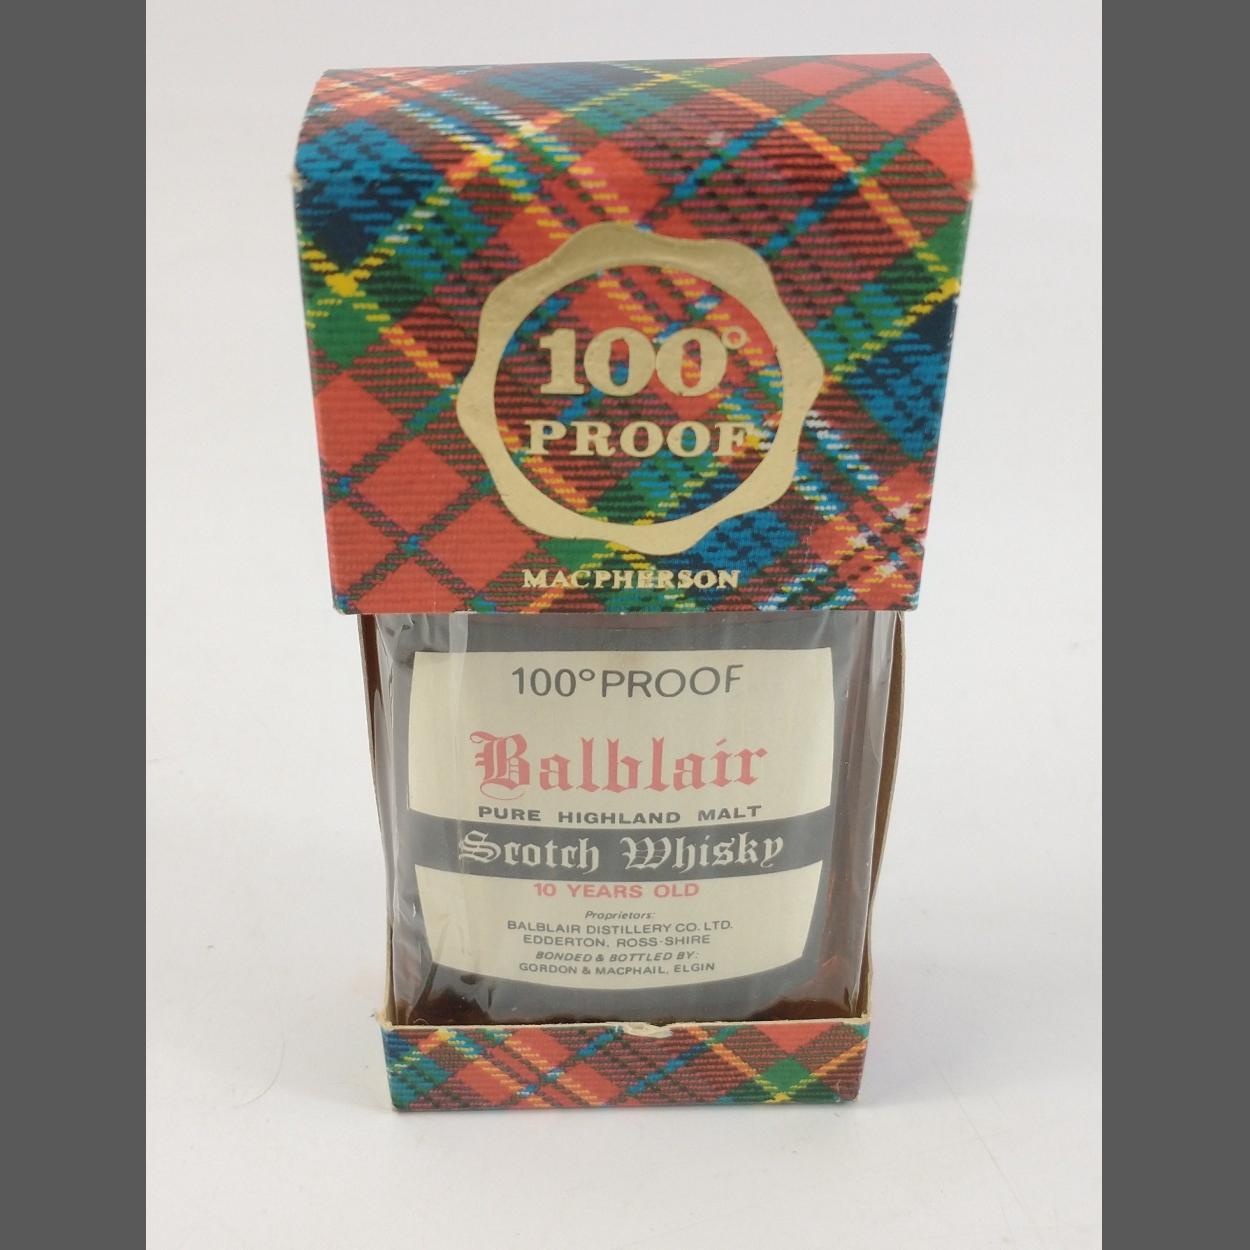 100°
PROOF
MACPHERSON
100° PROOF
Balblair
PURE HIGHLAND MALT
Scotch Whisky
10 YEARS OLD
Proprietors:
BALBLAIR DISTILLERY CO. LTD.
EDDERTON, ROSS-SHIRE
BONDED & BOTTLED BY:
GORDON & MACPHAIL, ELGIN